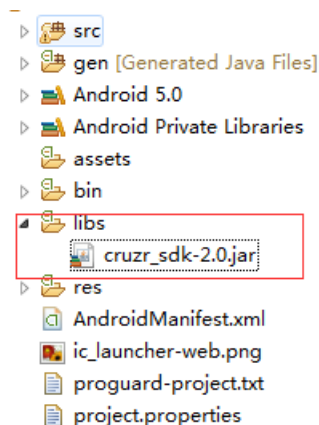 src
gen [Generated Java Files]
Android 5.0
Android Private Libraries
assets
bin
libs
cruzr_sdk-2.0.jar
res
AndroidManifest.xml
ic_launcher-web.png
proguard-project.txt
project.properties